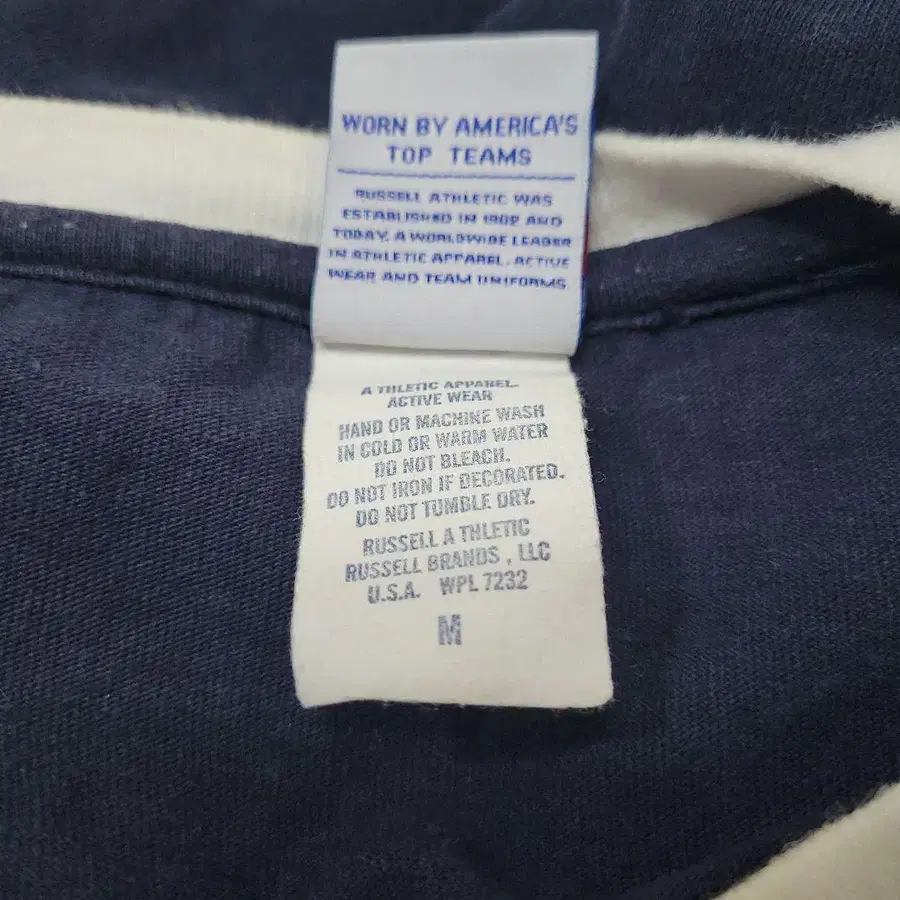 WORN BY AMERICA'S
TOP TEAMS
RUSSELL ATHLETIC WAS
ESTABLISHED IN 1902 AND
TODAY, A WORLDWIDE LEADER
IN ATHLETIC APPAREL, ACTIVE
WEAR AND TEAM UNIFORMS.
A THLETIC APPAREL.
ACTIVE WEAR
HAND OR MACHINE WASH
IN COLD OR WARM WATER
DO NOT BLEACH.
DO NOT IRON IF DECORATED.
DO NOT TUMBLE DRY.
RUSSELL A THLETIC
RUSSELL BRANDS , LLC
U.S.A. WPL 7232
M